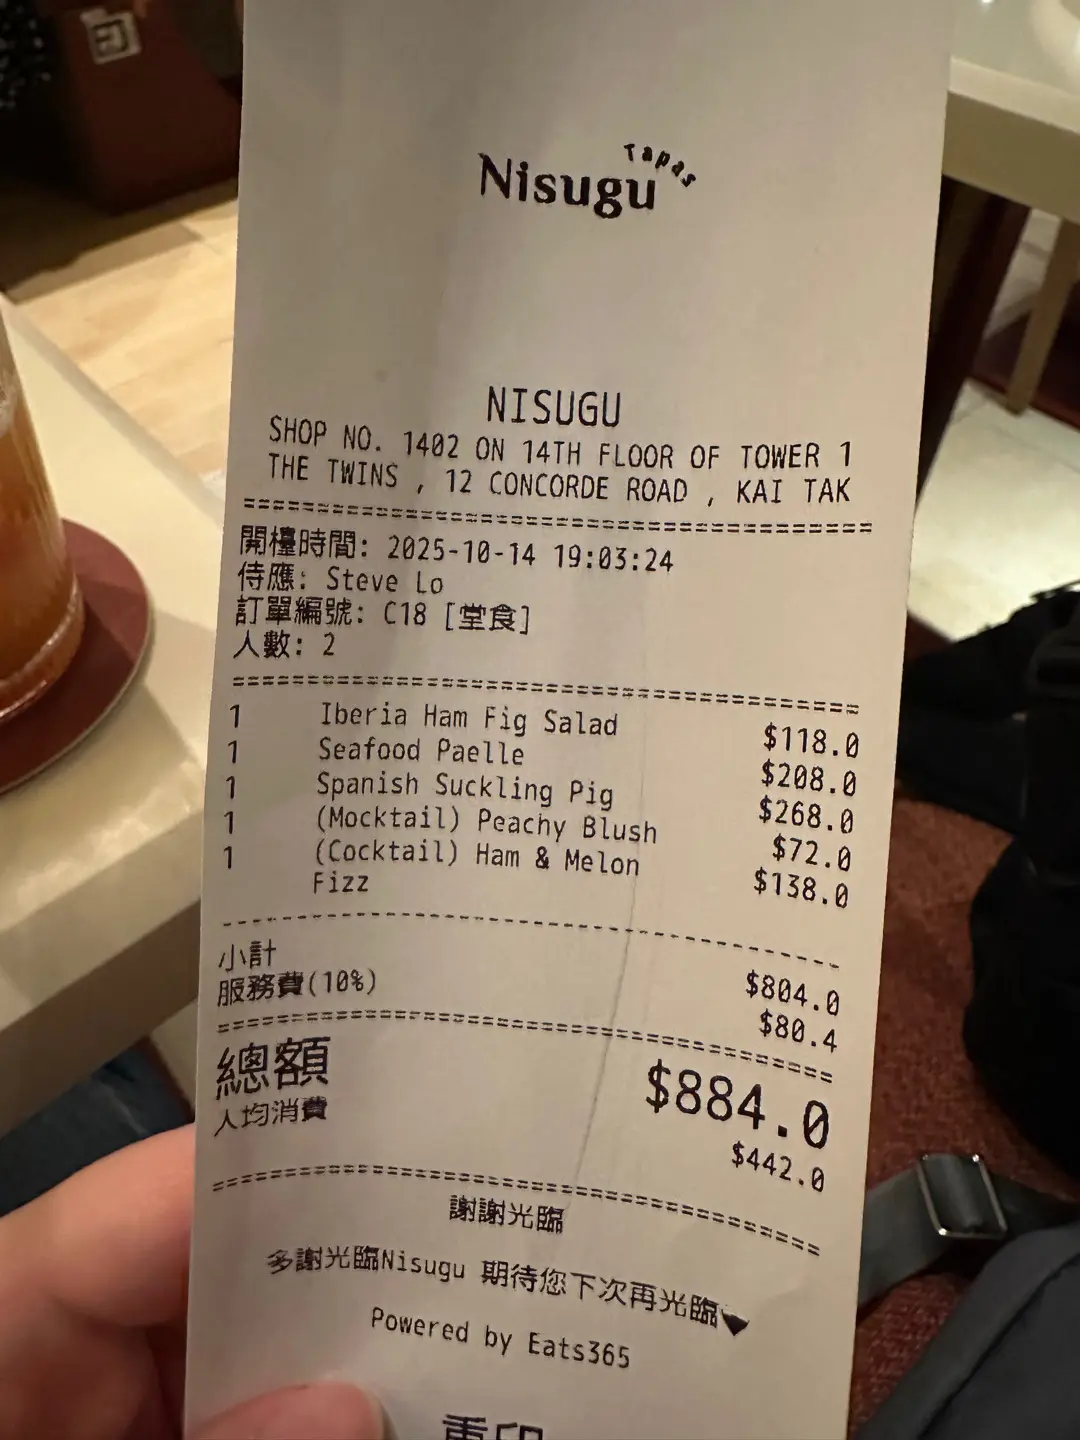 Nisugu Tapas
NISUGU
SHOP NO. 1402 ON 14TH FLOOR OF TOWER 1
THE TWINS , 12 CONCORDE ROAD , KAI TAK
開檯時間: 2025-10-14 19:03:24
侍應: Steve Lo
訂單編號: C18 [堂食]
人數: 2
1 Iberia Ham Fig Salad $118.0
1 Seafood Paelle $208.0
1 Spanish Suckling Pig $268.0
1 (Mocktail) Peachy Blush $72.0
1 (Cocktail) Ham & Melon $138.0
Fizz
小計 $804.0
服務費(10%) $80.4
總額 $884.0
人均消費 $442.0
謝謝光臨
多謝光臨Nisugu 期待您下次再光臨
Powered by Eats365
重印